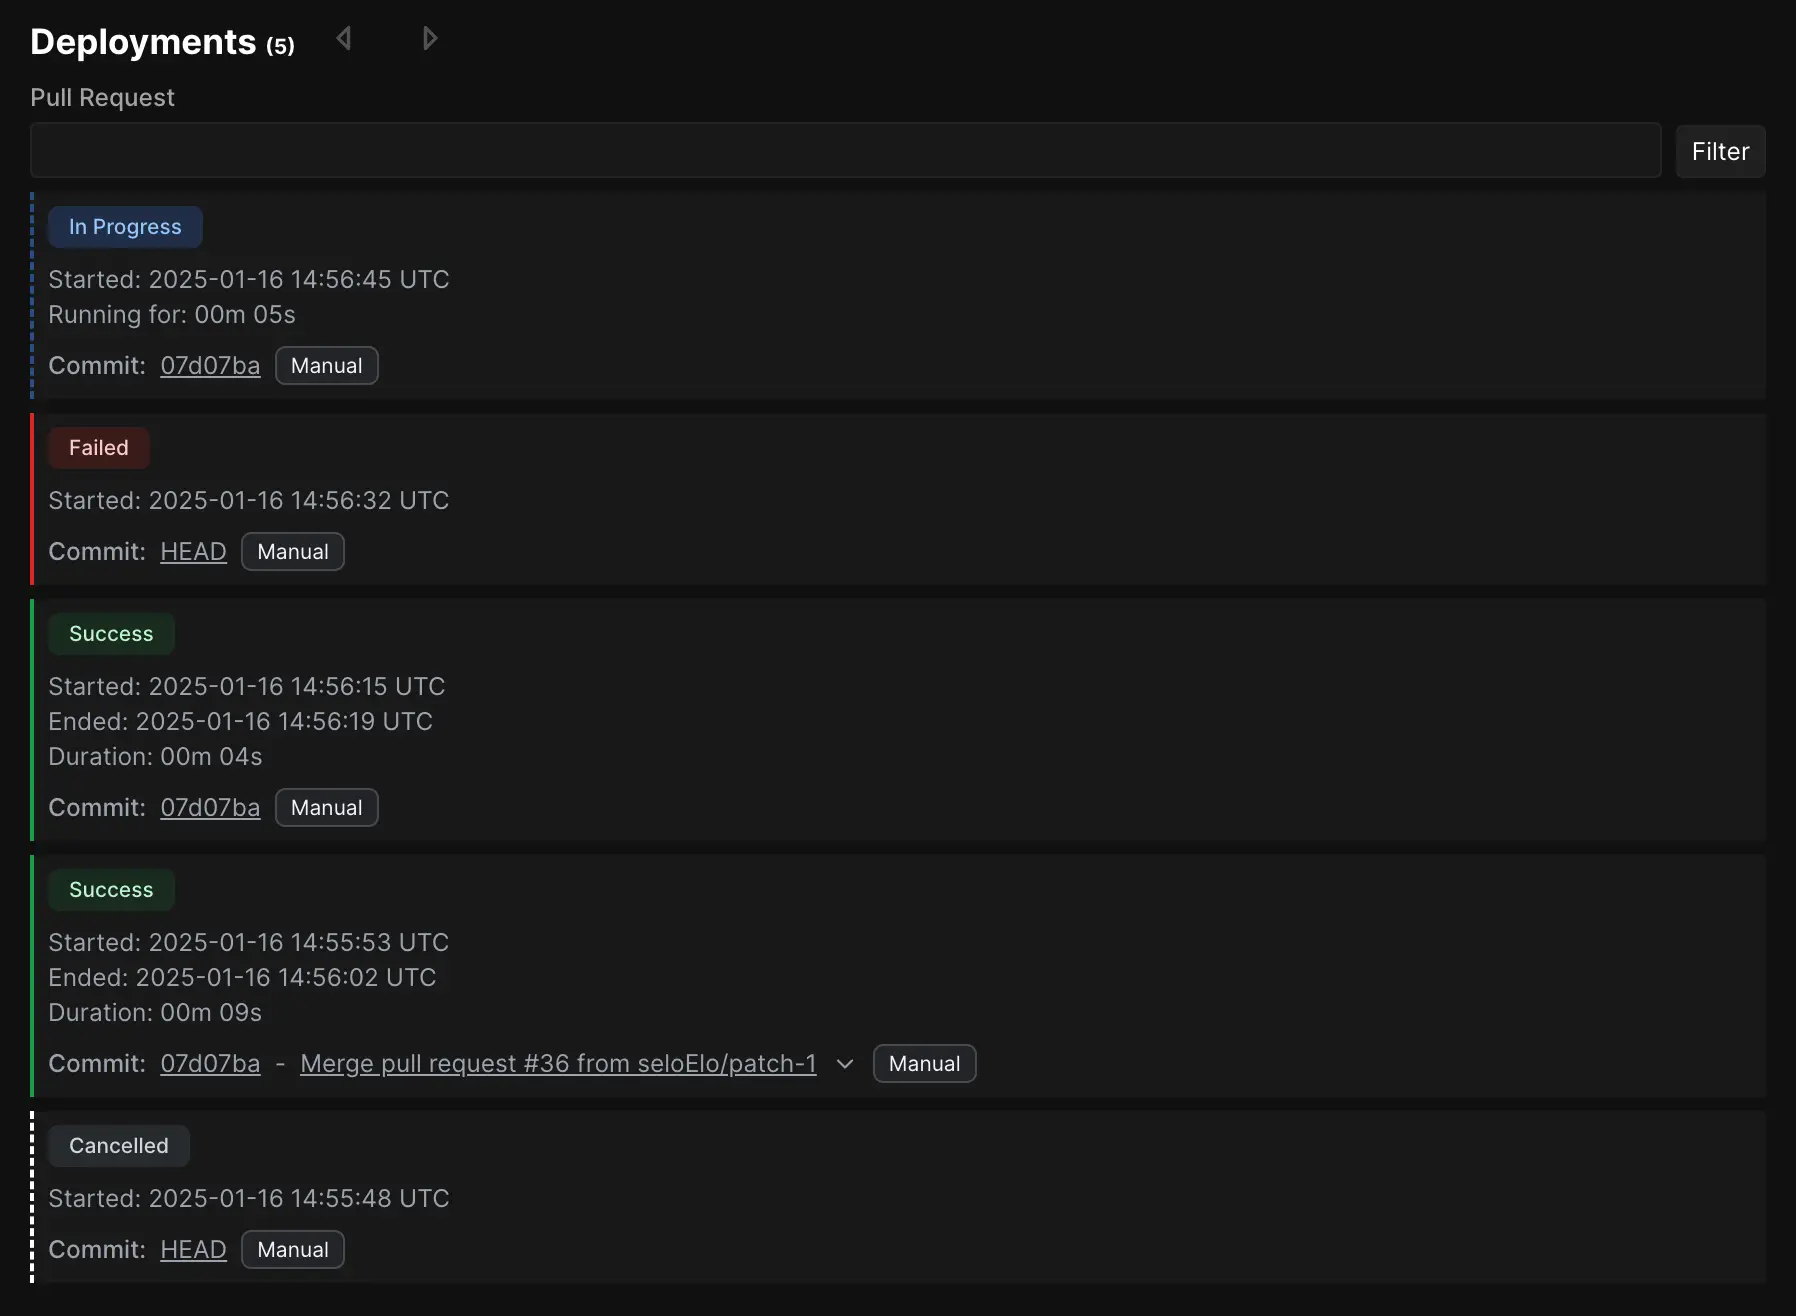 Deployments (5)
Pull Request
Filter
In Progress
Started: 2025-01-16 14:56:45 UTC
Running for: 00m 05s
Commit: 07d07ba Manual
Failed
Started: 2025-01-16 14:56:32 UTC
Commit: HEAD Manual
Success
Started: 2025-01-16 14:56:15 UTC
Ended: 2025-01-16 14:56:19 UTC
Duration: 00m 04s
Commit: 07d07ba Manual
Success
Started: 2025-01-16 14:55:53 UTC
Ended: 2025-01-16 14:56:02 UTC
Duration: 00m 09s
Commit: 07d07ba - Merge pull request #36 from seloElo/patch-1 Manual
Cancelled
Started: 2025-01-16 14:55:48 UTC
Commit: HEAD Manual